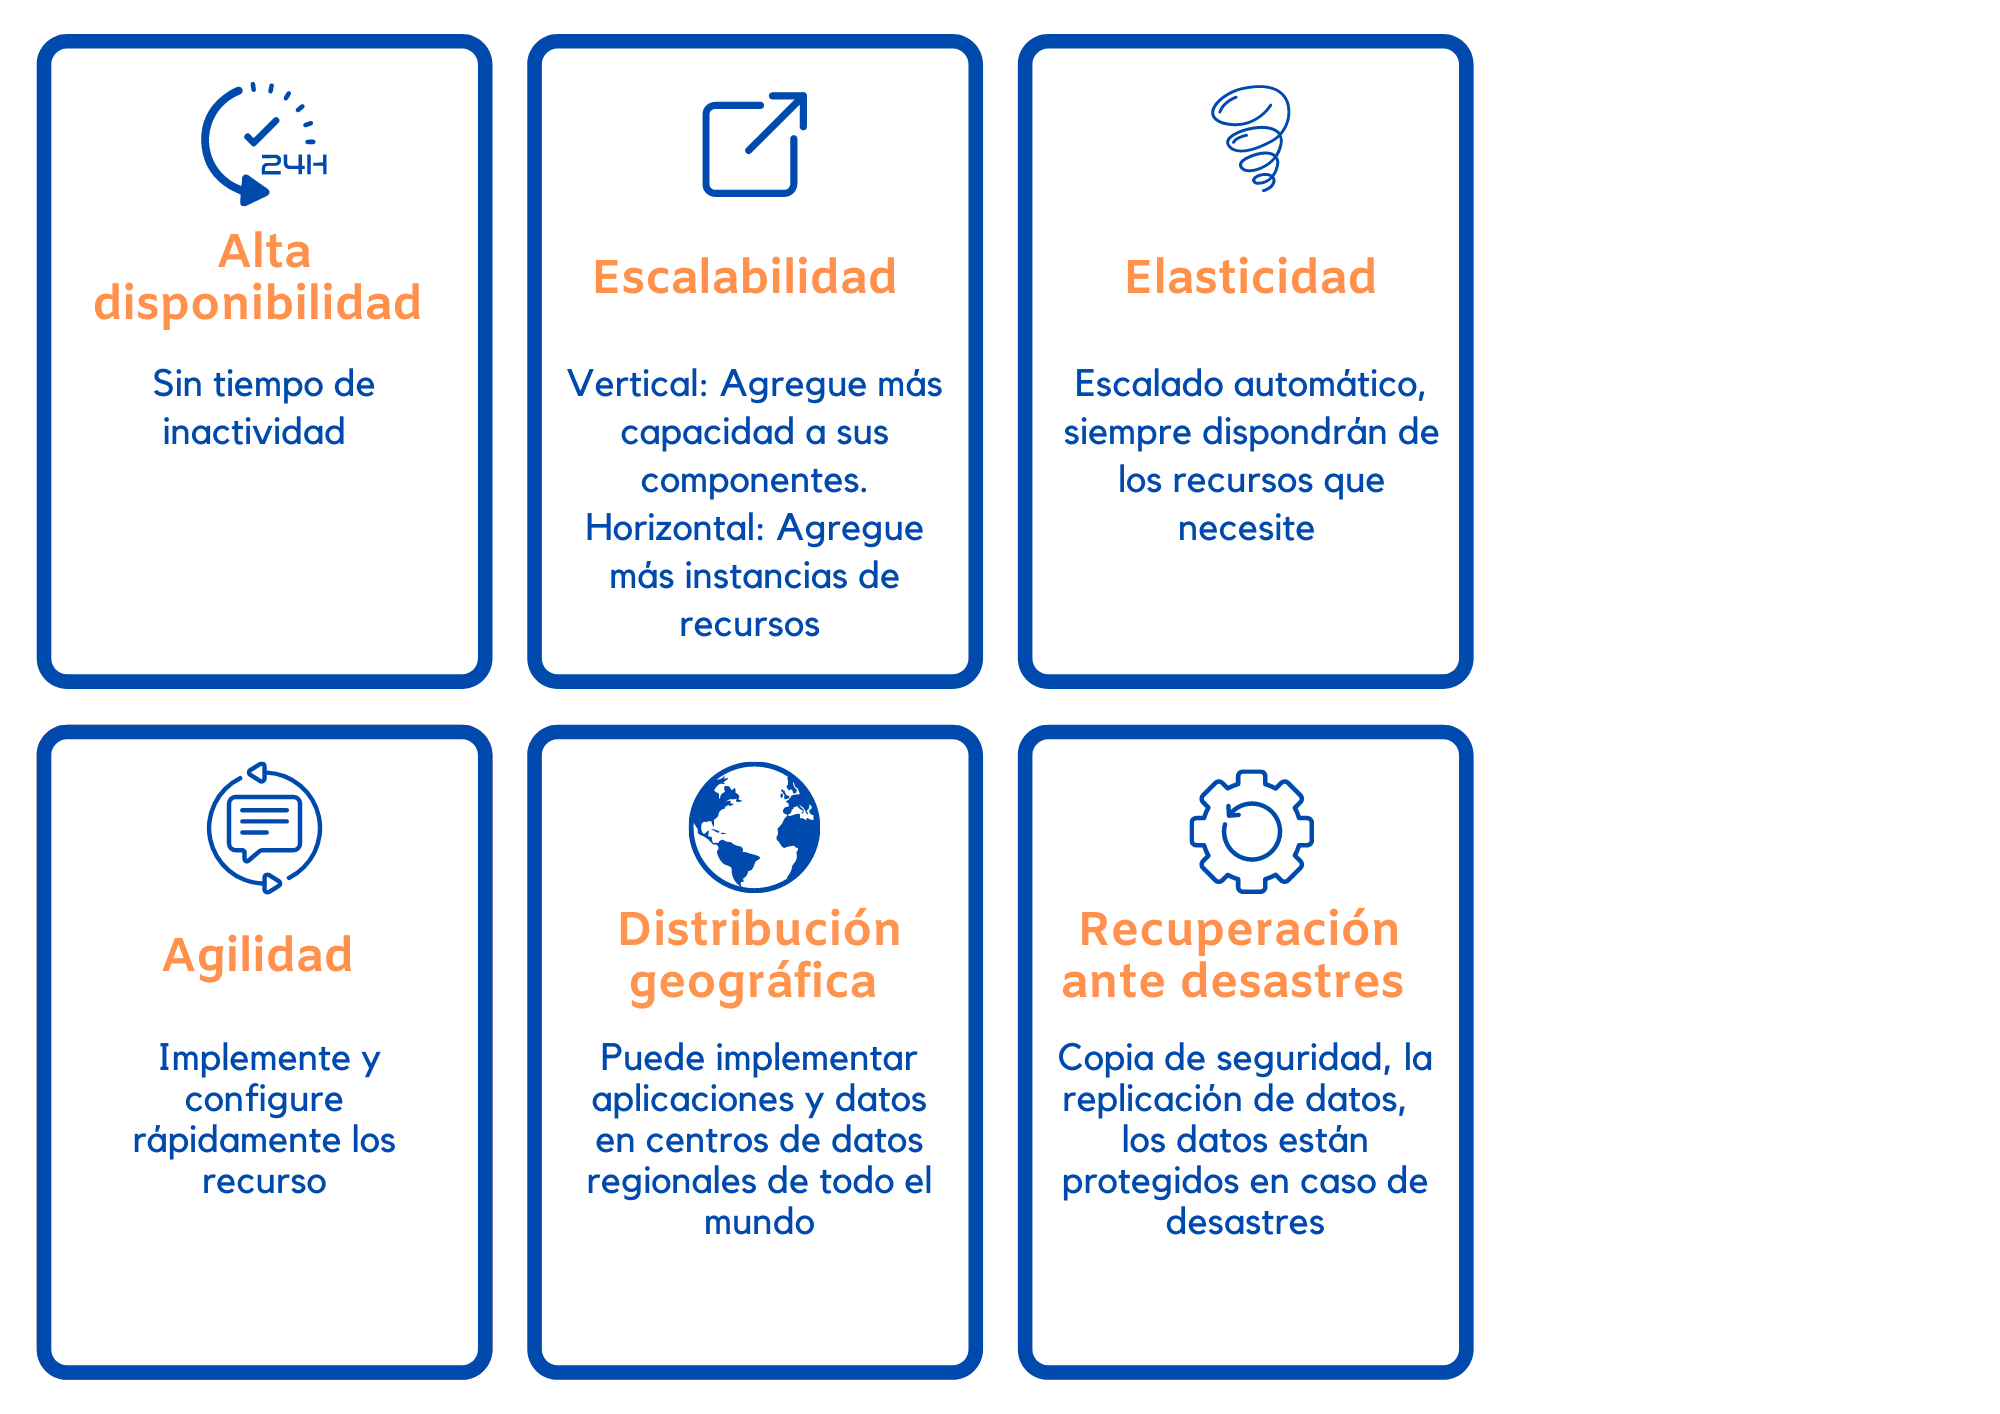 24H
Alta
disponibilidad
Sin tiempo de
inactividad
Escalabilidad
Vertical: Agregue más
capacidad a sus
componentes.
Horizontal: Agregue
más instancias de
recursos
Elasticidad
Escalado automático,
siempre dispondrán de
los recursos que
necesite
Agilidad
Implemente y
configure
rápidamente los
recurso
Distribución
geográfica
Puede implementar
aplicaciones y datos
en centros de datos
regionales de todo el
mundo
Recuperación
ante desastres
Copia de seguridad, la
replicación de datos,
los datos están
protegidos en caso de
desastres